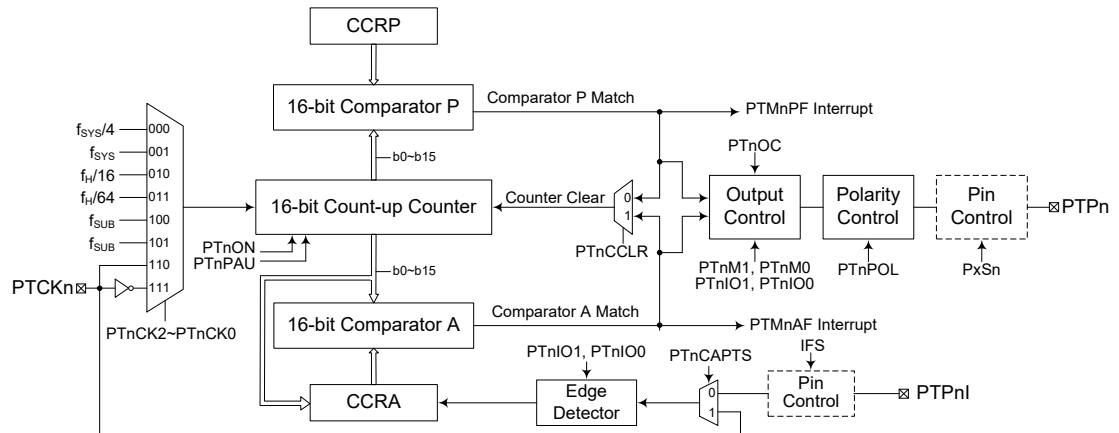 CCRP
16-bit Comparator P
Comparator P Match
PTMnPF Interrupt
fSYS/4
000
fSYS
001
fH/16
010
fH/64
011
fSUB
100
fSUB
101
110
111
PTCKn
PTnCK2~PTnCK0
b0~b15
16-bit Count-up Counter
PTnON
PTnPAU
b0~b15
Counter Clear
0
1
PTnCCLR
PTnOC
Output
Control
PTnM1, PTnM0
PTnIO1, PTnIO0
Polarity
Control
PTnPOL
Pin
Control
PxSn
PTPn
16-bit Comparator A
Comparator A Match
PTMnAF Interrupt
CCRA
PTnIO1, PTnIO0
Edge
Detector
PTnCAPTS
0
1
IFS
Pin
Control
PTPnI